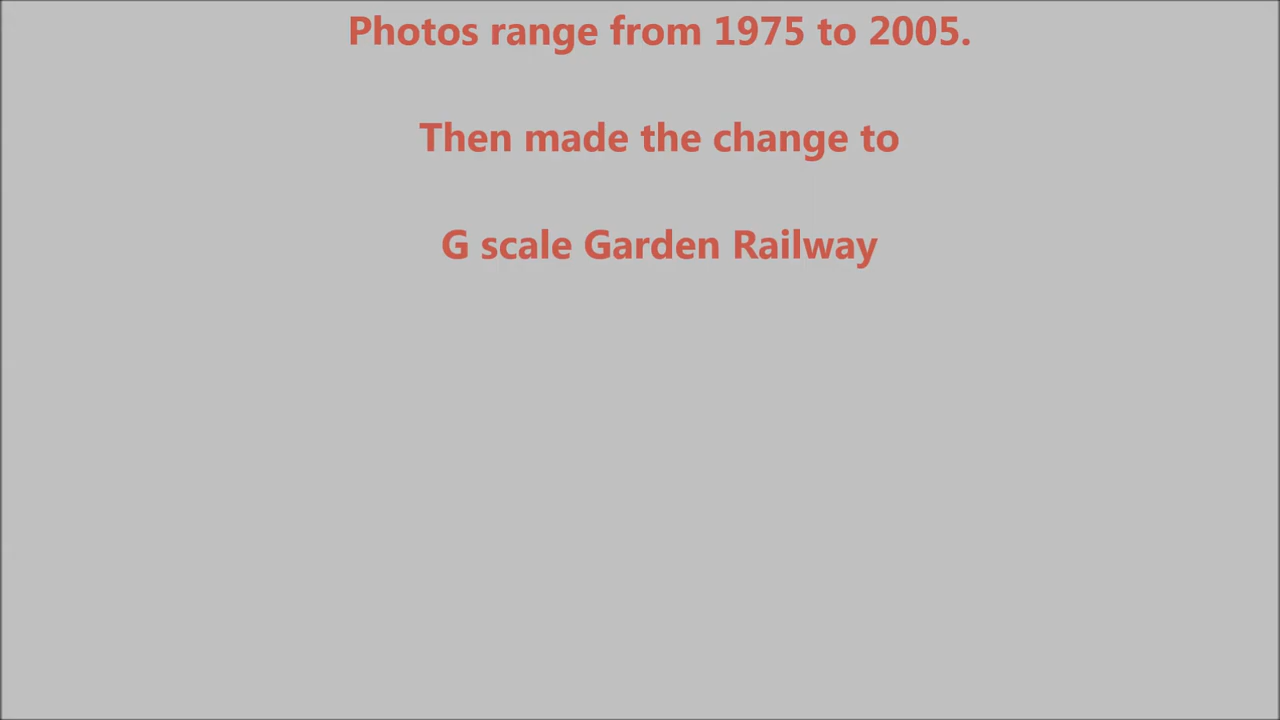 Photos range from 1975 to 2005.
Then made the change to
G scale Garden Railway